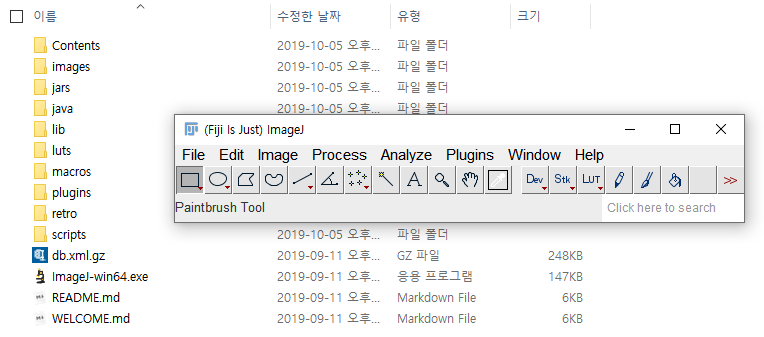 이름 수정한 날짜 유형 크기
Contents 2019-10-05 오후... 파일 폴더
images 2019-10-05 오후... 파일 폴더
jars 2019-10-05 오후... 파일 폴더
java 2019-10-05 오후... 파일 폴더
lib
luts
macros
plugins
retro
(Fiji Is Just) ImageJ
File Edit Image Process Analyze Plugins Window Help
A Dev Stk LUT >>
Paintbrush Tool Click here to search
scripts 2019-10-05 오후... 파일 폴더
db.xml.gz 2019-09-11 오후... GZ 파일 248KB
ImageJ-win64.exe 2019-09-11 오후... 응용 프로그램 147KB
README.md 2019-09-11 오후... Markdown File 6KB
WELCOME.md 2019-09-11 오후... Markdown File 6KB